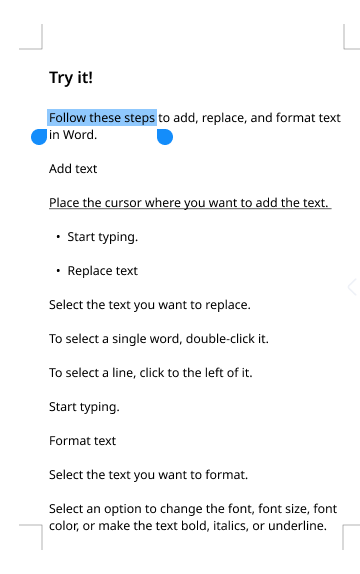 Try it!
Follow these steps to add, replace, and format text
in Word.
Add text
Place the cursor where you want to add the text.
• Start typing.
• Replace text
Select the text you want to replace.
To select a single word, double-click it.
To select a line, click to the left of it.
Start typing.
Format text
Select the text you want to format.
Select an option to change the font, font size, font
color, or make the text bold, italics, or underline.